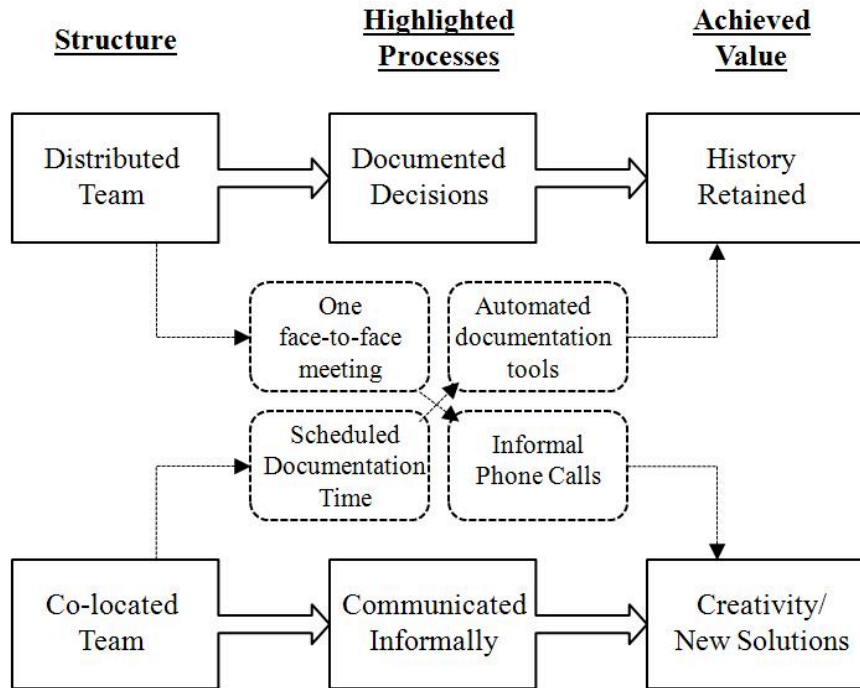 Structure
Highlighted
Processes
Achieved
Value
Distributed
Team
Documented
Decisions
History
Retained
One
face-to-face
meeting
Automated
documentation
tools
Scheduled
Documentation
Time
Informal
Phone Calls
Co-located
Team
Communicated
Informally
Creativity/
New Solutions